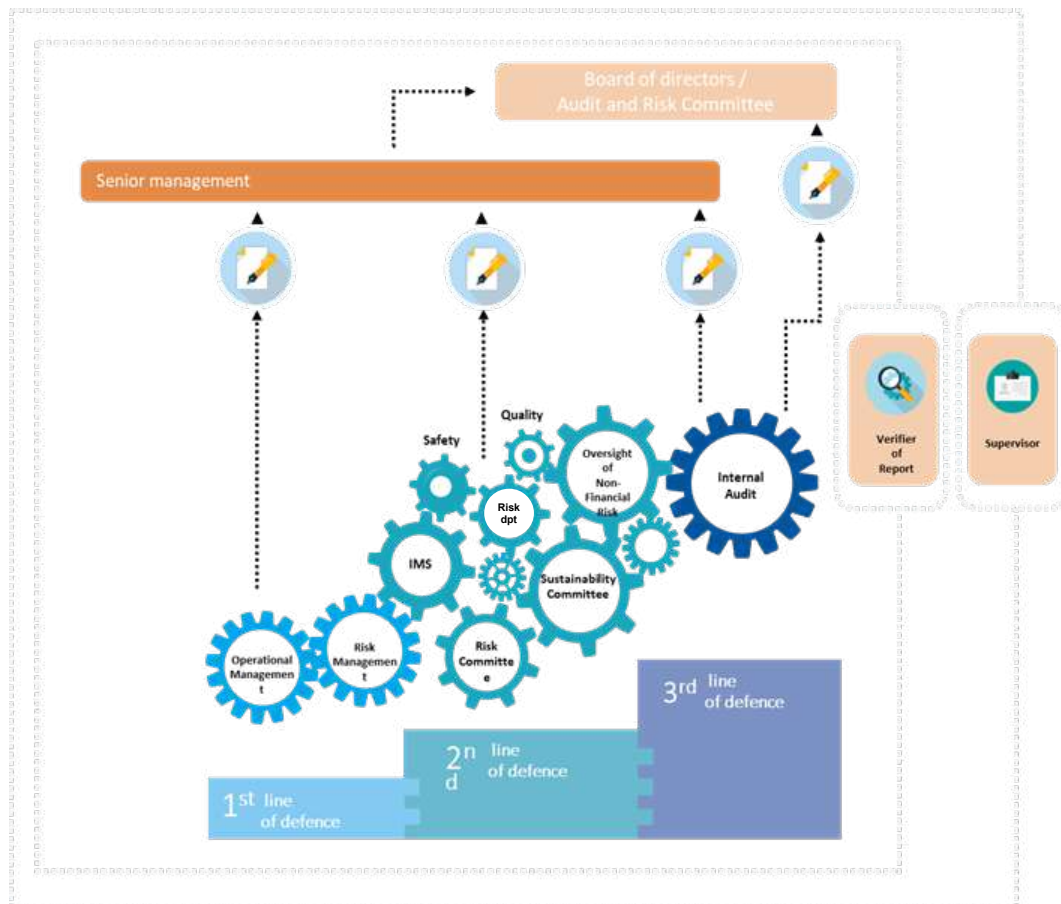 Board of directors /
Audit and Risk Committee
Senior management
Verifier
of
Report
Supervisor
Quality
Safety
Oversight
of
Non-
Financial
Risk
Internal
Audit
Risk
dpt
IMS
Sustainability
Committee
Operational
Managemen
t
Risk
Managemen
t
Risk
Committe
e
3rd line
of defence
2n
d
line
of defence
1st line
of defence